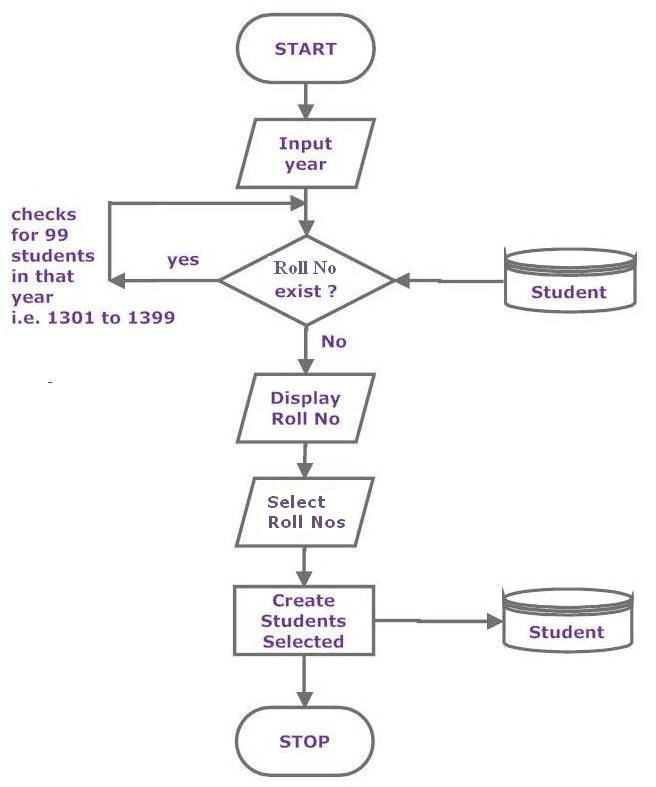 START
Input
year
checks
for 99
students
in that
year
i.e. 1301 to 1399
yes
Roll No
exist ?
Student
No
Display
Roll No
Select
Roll Nos
Create
Students
Selected
Student
STOP